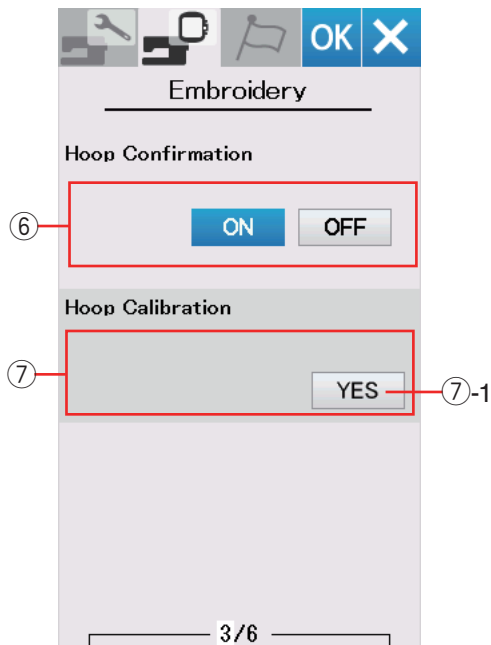 OK
Embroidery
Hoop Confirmation
⑥ ON OFF
Hoop Calibration
⑦ YES ⑦-1
3/6